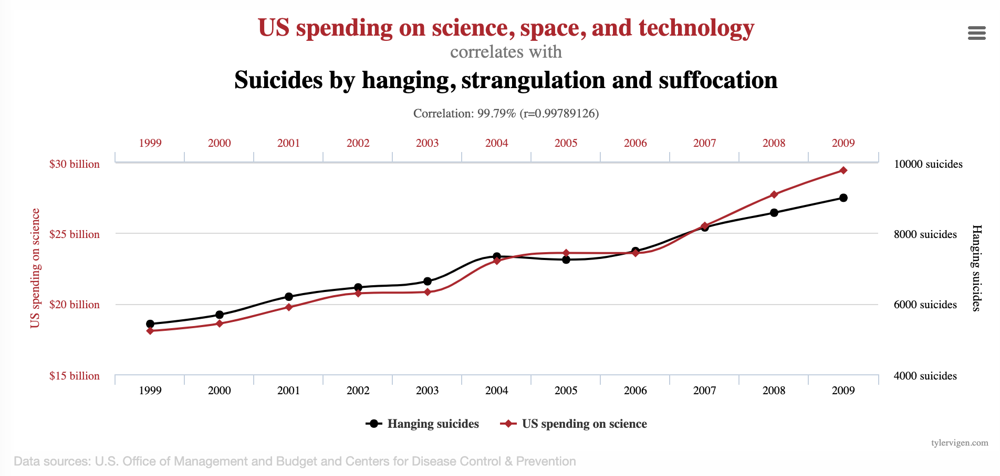 US spending on science, space, and technology
correlates with
Suicides by hanging, strangulation and suffocation
Correlation: 99.79% (r=0.99789126)
1999 2000 2001 2002 2003 2004 2005 2006 2007 2008 2009
$30 billion 10000 suicides
$25 billion 8000 suicides
$20 billion 6000 suicides
$15 billion 4000 suicides
US spending on science
Hanging suicides
1999 2000 2001 2002 2003 2004 2005 2006 2007 2008 2009
Hanging suicides US spending on science
tylervigen.com
Data sources: U.S. Office of Management and Budget and Centers for Disease Control & Prevention